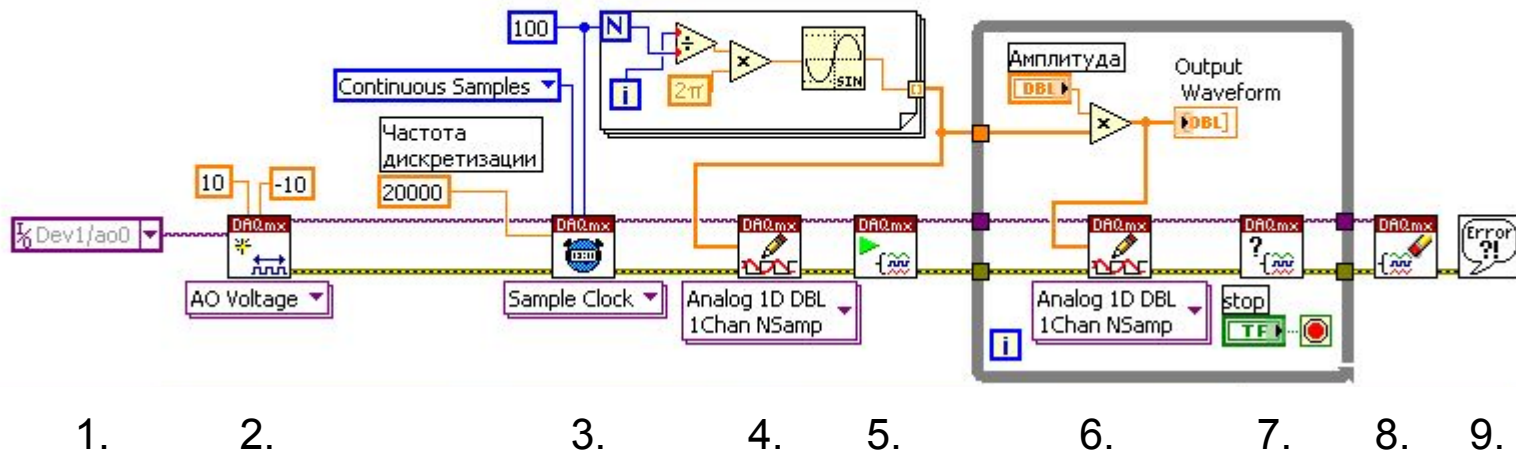 100
N
÷
×
SIN
i
2π
Continuous Samples
Частота
дискретизации
20000
10
-10
Dev1/ao0
DAQmx
AO Voltage
DAQmx
Sample Clock
DAQmx
Analog 1D DBL
1Chan NSamp
DAQmx
Амплитуда
DBL
×
Output
Waveform
DBL
DAQmx
Analog 1D DBL
1Chan NSamp
DAQmx
?
stop
TF
i
DAQmx
Error
?!
1. 2. 3. 4. 5. 6. 7. 8. 9.